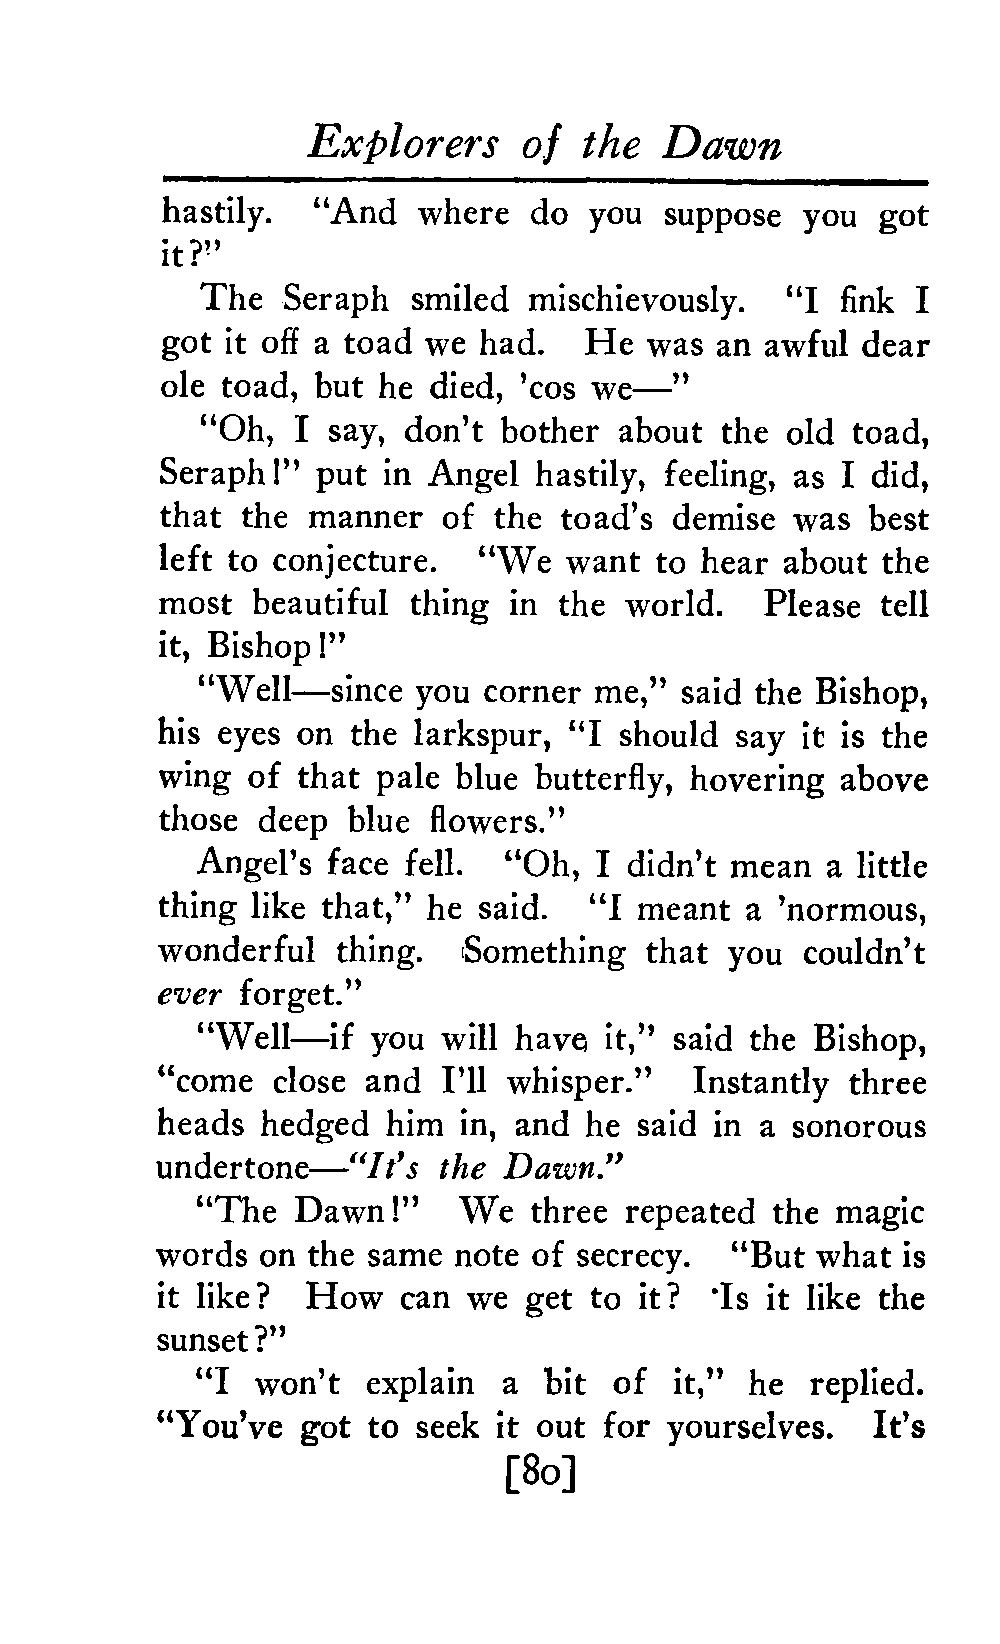 Explorers of the Dawn
hastily. "And where do you suppose you got
it?"
The Seraph smiled mischievously. "I fink I
got it off a toad we had. He was an awful dear
ole toad, but he died, 'cos we—"
"Oh, I say, don't bother about the old toad,
Seraph!" put in Angel hastily, feeling, as I did,
that the manner of the toad's demise was best
left to conjecture. "We want to hear about the
most beautiful thing in the world. Please tell
it, Bishop!"
"Well—since you corner me," said the Bishop,
his eyes on the larkspur, "I should say it is the
wing of that pale blue butterfly, hovering above
those deep blue flowers."
Angel's face fell. "Oh, I didn't mean a little
thing like that," he said. "I meant a 'normous,
wonderful thing. Something that you couldn't
ever forget."
"Well—if you will have it," said the Bishop,
"come close and I'll whisper." Instantly three
heads hedged him in, and he said in a sonorous
undertone—"It's the Dawn."
"The Dawn!" We three repeated the magic
words on the same note of secrecy. "But what is
it like? How can we get to it? Is it like the
sunset?"
"I won't explain a bit of it," he replied.
"You've got to seek it out for yourselves. It's
[80]